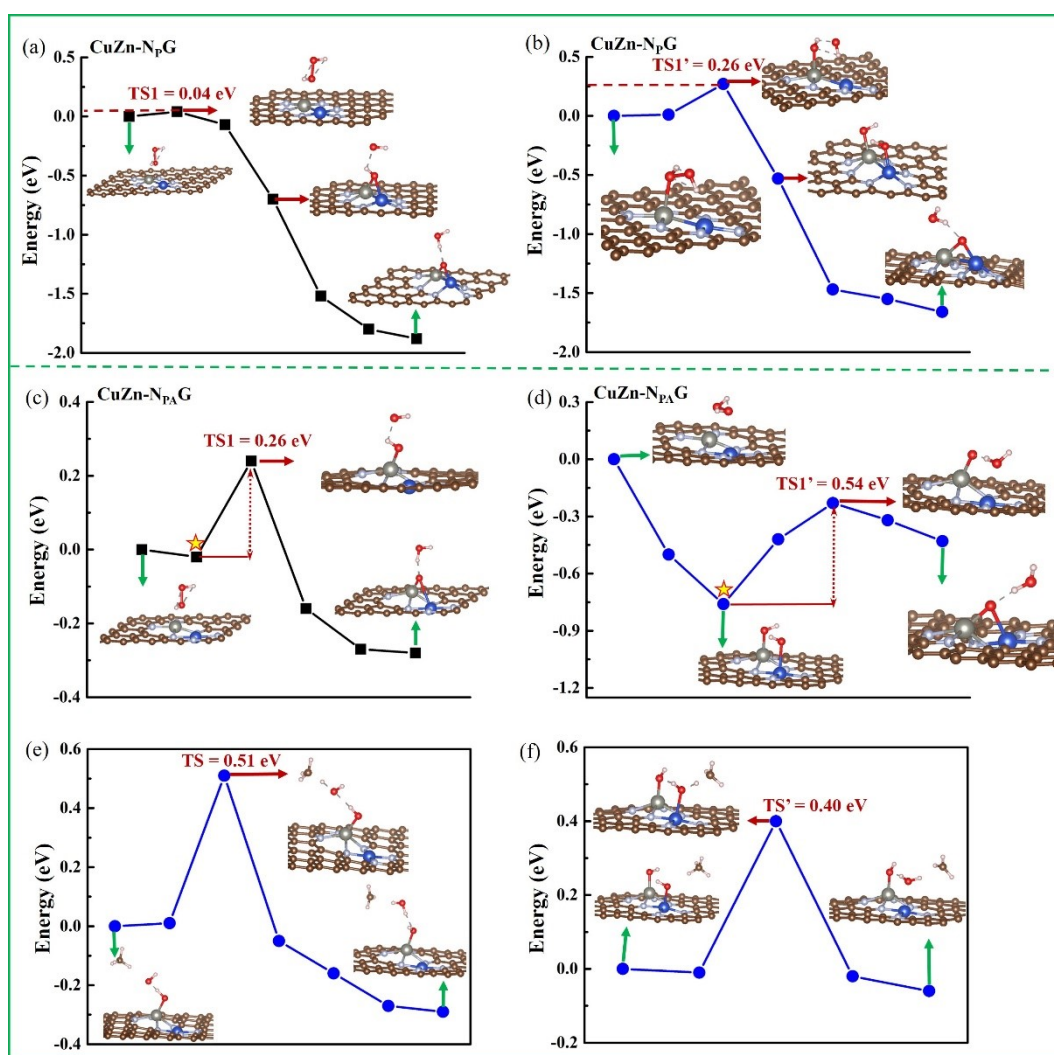 (a) CuZn-NPG
TS1 = 0.04 eV
Energy (eV)
0.5
0.0
-0.5
-1.0
-1.5
-2.0
(b) CuZn-NPG
TS1’ = 0.26 eV
Energy (eV)
0.5
0.0
-0.5
-1.0
-1.5
-2.0
(c) CuZn-NPAG
TS1 = 0.26 eV
Energy (eV)
0.4
0.2
0.0
-0.2
-0.4
(d) CuZn-NPAG
TS1’ = 0.54 eV
Energy (eV)
0.3
0.0
-0.3
-0.6
-0.9
-1.2
(e)
TS = 0.51 eV
Energy (eV)
0.6
0.4
0.2
0.0
-0.2
-0.4
(f)
TS’ = 0.40 eV
Energy (eV)
0.6
0.4
0.2
0.0
-0.2